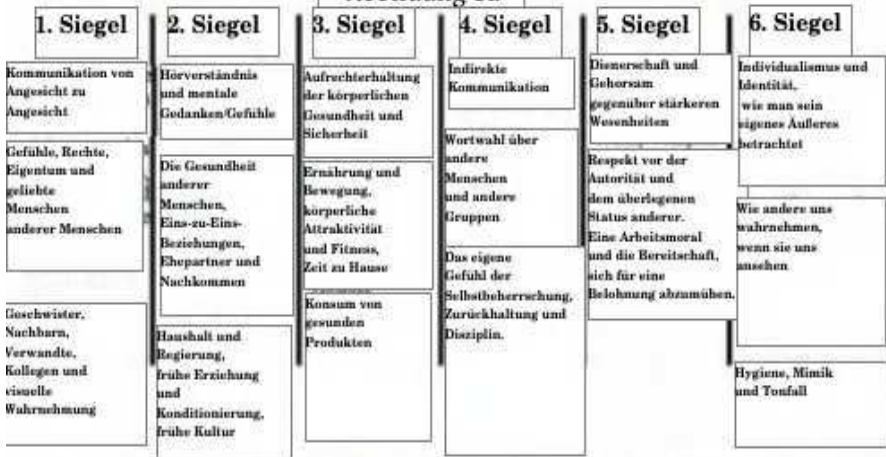 1. Siegel
Kommunikation von
Angesicht zu
Angesicht
Gefühle, Rechte,
Eigentum und
geliebte
Menschen
anderer Menschen
Geschwister,
Nachbarn,
Verwandte,
Kollegen und
visuelle
Wahrnehmung
2. Siegel
Hörverständnis
und mentale
Gedanken/Gefühle
Die Gesundheit
anderer
Menschen,
Eins-zu-Eins-
Beziehungen,
Ehepartner und
Nachkommen
Haushalt und
Regierung,
frühe Erziehung
und
Konditionierung,
frühe Kultur
3. Siegel
Aufrechterhaltung
der körperlichen
Gesundheit und
Sicherheit
Ernährung und
Bewegung,
körperliche
Attraktivität
und Fitness,
Zeit zu Hause
Konsum von
gesunden
Produkten
4. Siegel
Indirekte
Kommunikation
Wortwahl über
andere
Menschen
und andere
Gruppen
Das eigene
Gefühl der
Selbstbeherrschung,
Zurückhaltung und
Disziplin.
5. Siegel
Dienerschaft und
Gehorsam
gegenüber stärkeren
Wesenheiten
Respekt vor der
Autorität und
dem überlegenen
Status anderer.
Eine Arbeitsmoral
und die Bereitschaft,
sich für eine
Belohnung abzumühen.
6. Siegel
Individualismus und
Identität,
wie man sein
eigenes Äußeres
betrachtet
Wie andere uns
wahrnehmen,
wenn sie uns
ansehen
Hygiene, Mimik
und Tonfall